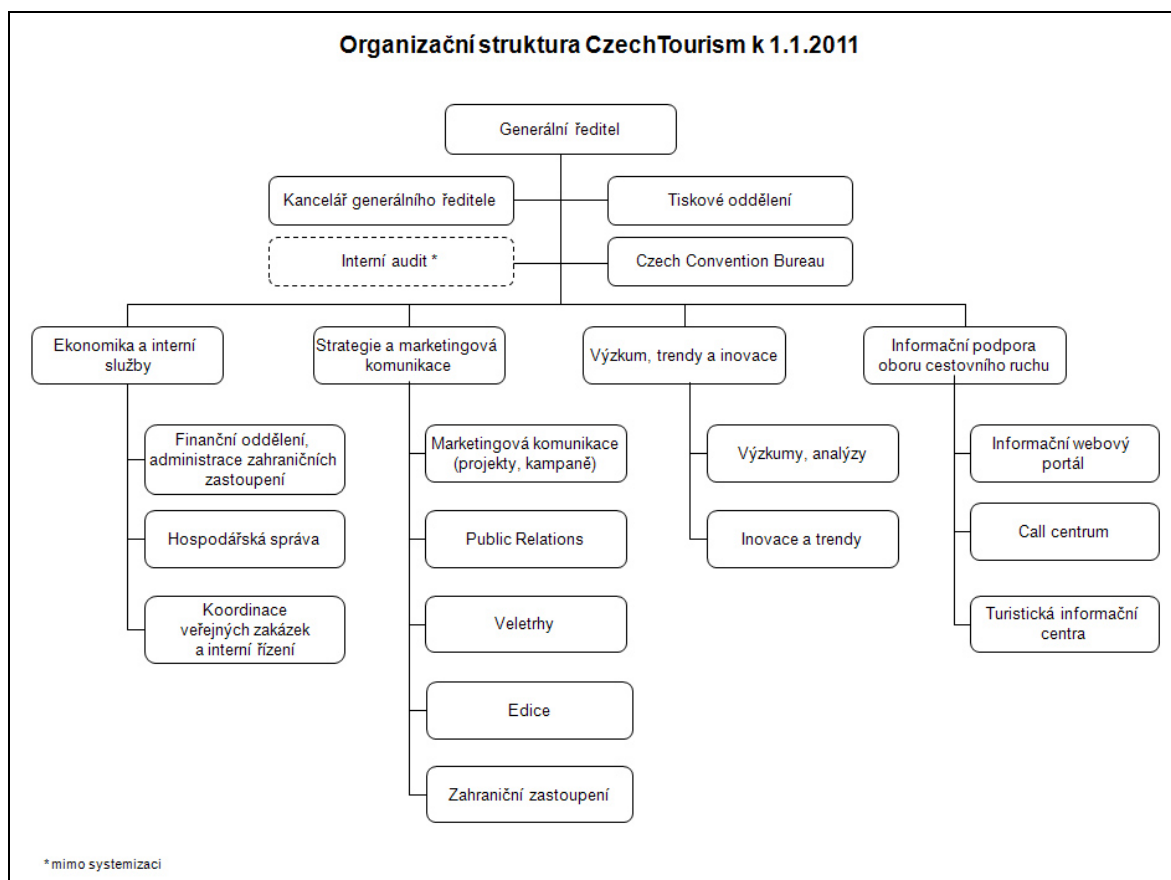 Organizační struktura CzechTourism k 1.1.2011
Generální ředitel
Kancelář generálního ředitele
Tiskové oddělení
Interní audit *
Czech Convention Bureau
Ekonomika a interní
služby
Strategie a marketingová
komunikace
Výzkum, trendy a inovace
Informační podpora
oboru cestovního ruchu
Finanční oddělení,
administrace zahraničních
zastoupení
Hospodářská správa
Koordinace
veřejných zakázek
a interní řízení
Marketingová komunikace
(projekty, kampaně)
Public Relations
Veletrhy
Edice
Zahraniční zastoupení
Výzkumy, analýzy
Inovace a trendy
Informační webový
portál
Call centrum
Turistická informační
centra
* mimo systemizaci